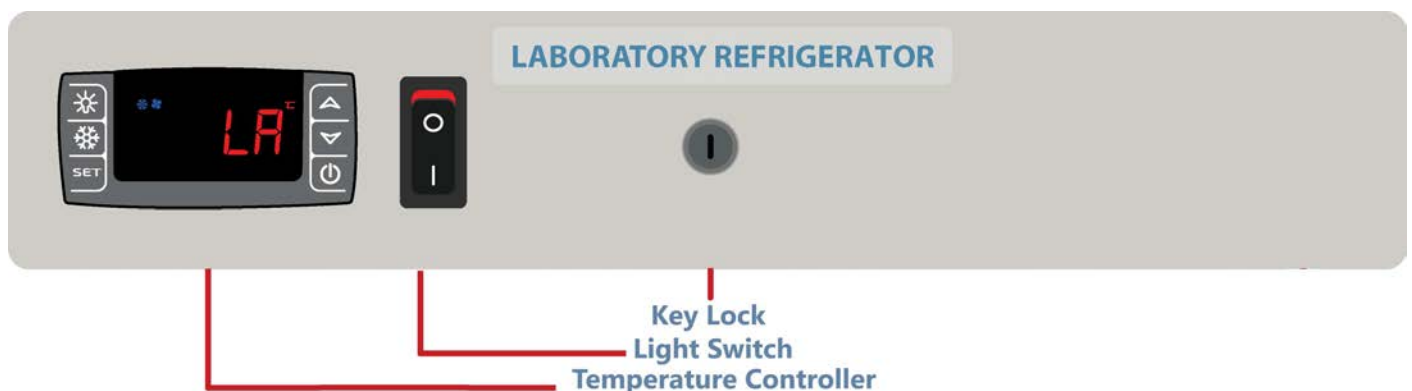 LABORATORY REFRIGERATOR
LA °C
SET
O
I
Key Lock
Light Switch
Temperature Controller